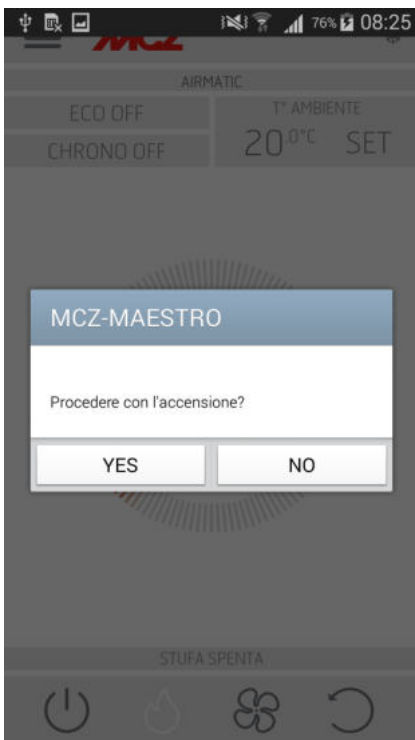 76% 08:25
MCZ
AIRMATIC
ECO OFF
T° AMBIENTE
CHRONO OFF
20.0°C SET
MCZ-MAESTRO
Procedere con l'accensione?
YES NO
STUFA SPENTA